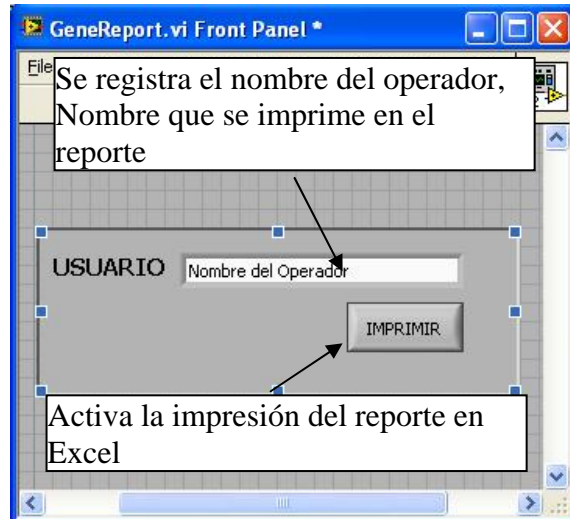 GeneReport.vi Front Panel *
File
Se registra el nombre del operador,
Nombre que se imprime en el
reporte
USUARIO
Nombre del Operador
IMPRIMIR
Activa la impresión del reporte en
Excel